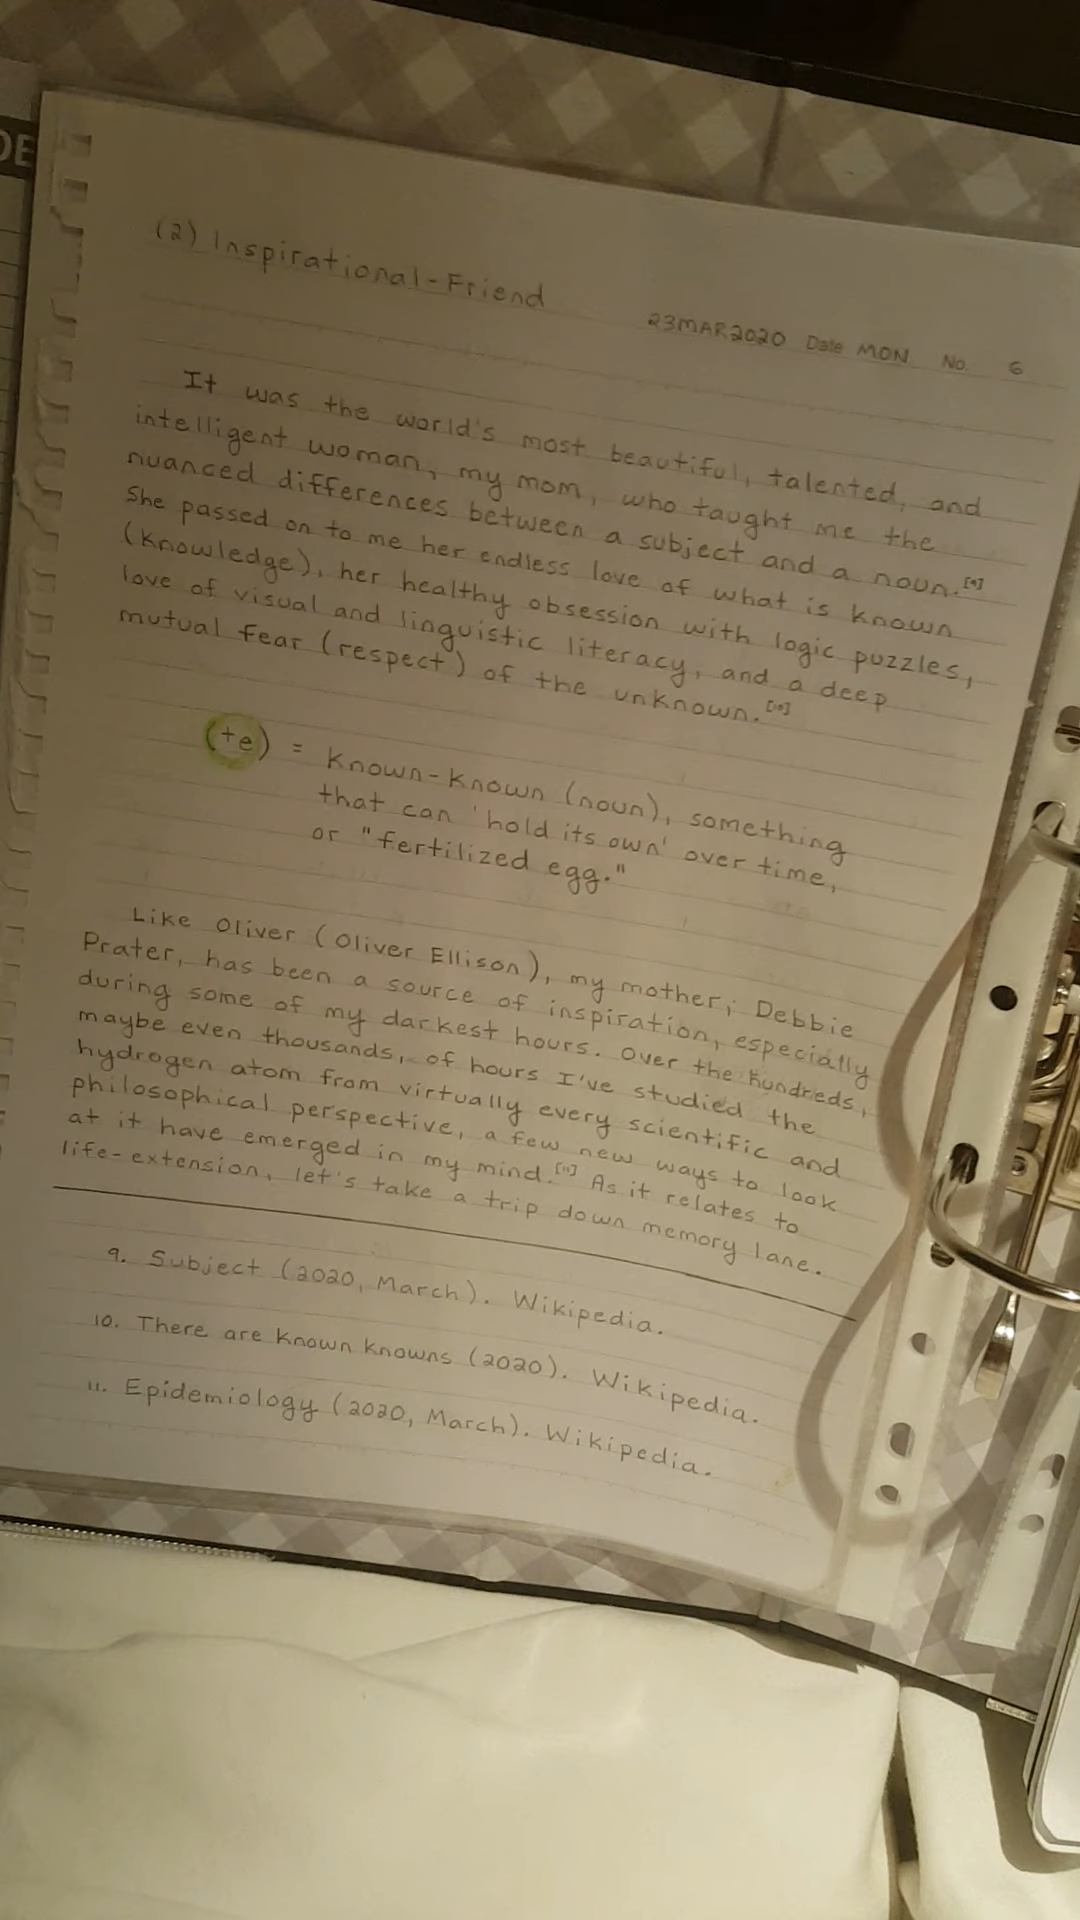 DE
(2) Inspirational-Friend
23MAR2020 Date MON. No. 6
It was the world's most beautiful, talented, and
intelligent woman, my mom, who taught me the
nuanced differences between a subject and a noun.[9]
She passed on to me her endless love of what is known
(knowledge), her healthy obsession with logic puzzles,
love of visual and linguistic literacy, and a deep
mutual fear (respect) of the unknown.[10]
(te) = known-known (noun), something
that can 'hold its own' over time,
or "fertilized egg."
Like Oliver (Oliver Ellison), my mother, Debbie
Prater, has been a source of inspiration, especially
during some of my darkest hours. Over the hundreds,
maybe even thousands, of hours I've studied the
hydrogen atom from virtually every scientific and
philosophical perspective, a few new ways to look
at it have emerged in my mind.[11] As it relates to
life-extension, let's take a trip down memory lane.
9. Subject (2020, March). Wikipedia.
10. There are known knowns (2020). Wikipedia.
11. Epidemiology (2020, March). Wikipedia.